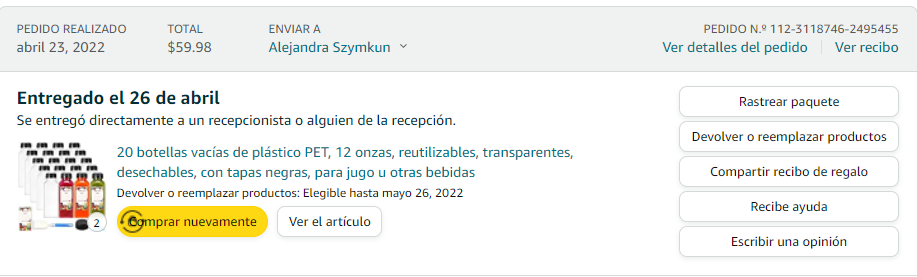 PEDIDO REALIZADO
abril 23, 2022
TOTAL
$59.98
ENVIAR A
Alejandra Szymkun
PEDIDO N.º 112-3118746-2495455
Ver detalles del pedido
Ver recibo
Entregado el 26 de abril
Se entregó directamente a un recepcionista o alguien de la recepción.
2
20 botellas vacías de plástico PET, 12 onzas, reutilizables, transparentes,
desechables, con tapas negras, para jugo u otras bebidas
Devolver o reemplazar productos: Elegible hasta mayo 26, 2022
Comprar nuevamente
Ver el artículo
Rastrear paquete
Devolver o reemplazar productos
Compartir recibo de regalo
Recibe ayuda
Escribir una opinión